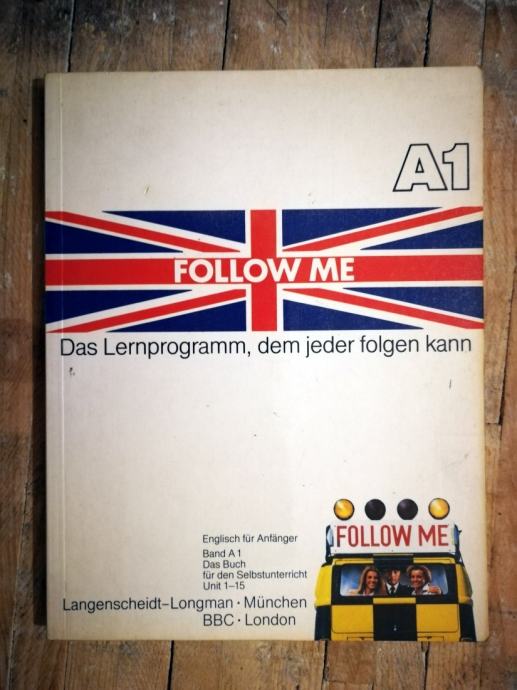 A1
FOLLOW ME
Das Lernprogramm, dem jeder folgen kann
FOLLOW ME
Englisch für Anfänger
Band A1
Das Buch
für den Selbstunterricht
Unit 1–15
Langenscheidt–Longman · München
BBC · London